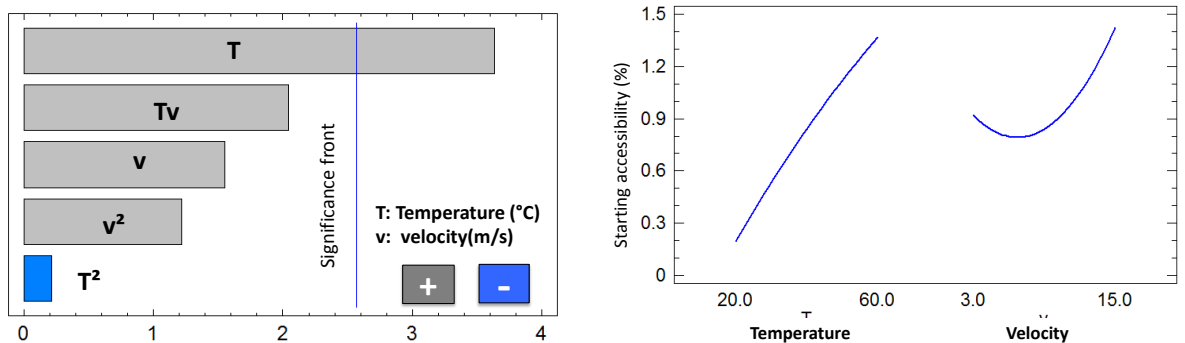 T
Tv
v
v²
T²
Significance front
T: Temperature (°C)
v: velocity(m/s)
+
-
0 1 2 3 4
Starting accessibility (%)
1.5
1.2
0.9
0.6
0.3
0
20.0 60.0 3.0 15.0
Temperature Velocity